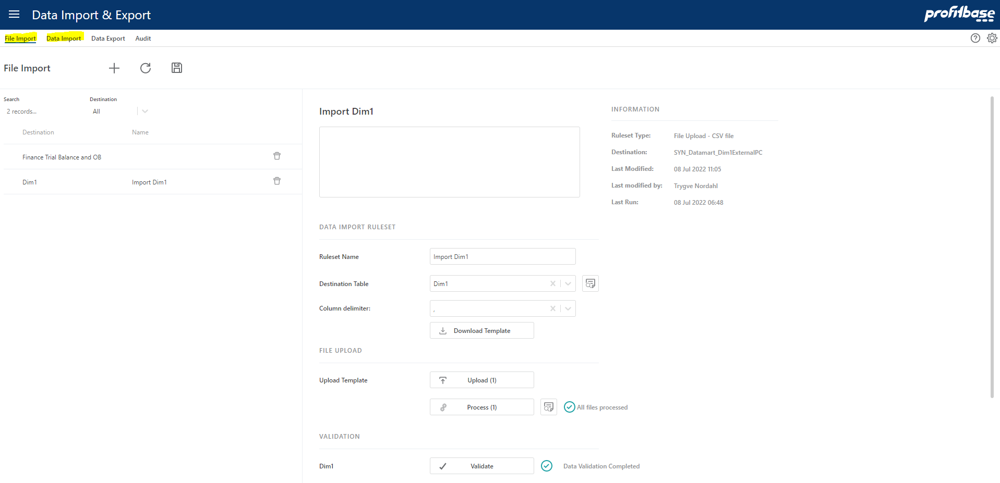 Data Import & Export
profitbase
File Import Data Import Data Export Audit
File Import
Search Destination
2 records... All
Destination Name
Finance Trial Balance and OB
Dim1 Import Dim1
Import Dim1
DATA IMPORT RULESET
Ruleset Name Import Dim1
Destination Table Dim1
Column delimiter: ,
Download Template
FILE UPLOAD
Upload Template Upload (1)
Process (1) All files processed
VALIDATION
Dim1 Validate Data Validation Completed
INFORMATION
Ruleset Type: File Upload - CSV file
Destination: SYN_Datamart_Dim1ExternalPC
Last Modified: 08 Jul 2022 11:05
Last modified by: Trygve Nordahl
Last Run: 08 Jul 2022 06:48